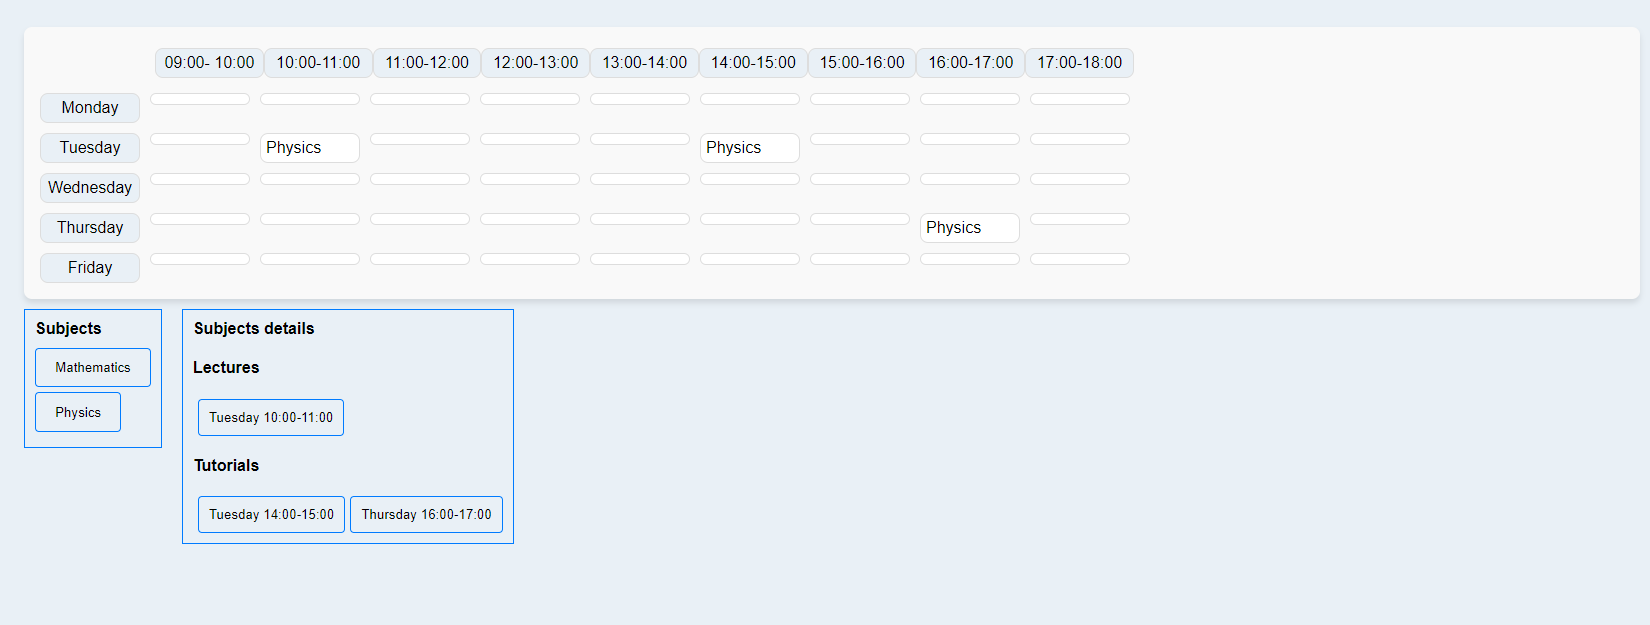 09:00- 10:00 10:00-11:00 11:00-12:00 12:00-13:00 13:00-14:00 14:00-15:00 15:00-16:00 16:00-17:00 17:00-18:00
Monday
Tuesday Physics Physics
Wednesday
Thursday Physics
Friday
Subjects
Mathematics
Physics
Subjects details
Lectures
Tuesday 10:00-11:00
Tutorials
Tuesday 14:00-15:00 Thursday 16:00-17:00